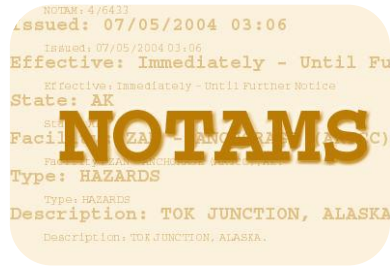 NOTAM: 4/6433
Issued: 07/05/2004 03:06
Issued: 07/05/2004 03:06
Effective: Immediately - Until Fu
Effective: Immediately - Until Further Notice
State: AK
NOTAMS
Type: HAZARDS
Type: HAZARDS
Description: TOK JUNCTION, ALASKA
Description: TOK JUNCTION, ALASKA.